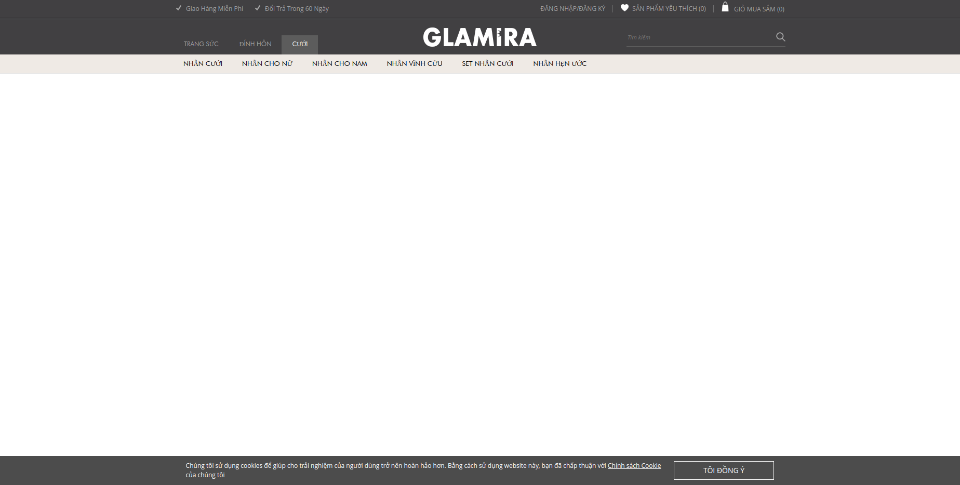 Giao Hàng Miễn Phí Đổi Trả Trong 60 Ngày ĐĂNG NHẬP/ĐĂNG KÝ SẢN PHẨM YÊU THÍCH (0) GIỎ MUA SẮM (0)
TRANG SỨC ĐÍNH HÔN CƯỚI GLAMIRA Tìm kiếm
NHẪN CƯỚI NHẪN CHO NỮ NHẪN CHO NAM NHẪN VĨNH CỬU SET NHẪN CƯỚI NHẪN HẸN ƯỚC
Chúng tôi sử dụng cookies để giúp cho trải nghiệm của người dùng trở nên hoàn hảo hơn. Bằng cách sử dụng website này, bạn đã chấp thuận với Chính sách Cookie
của chúng tôi
TÔI ĐỒNG Ý